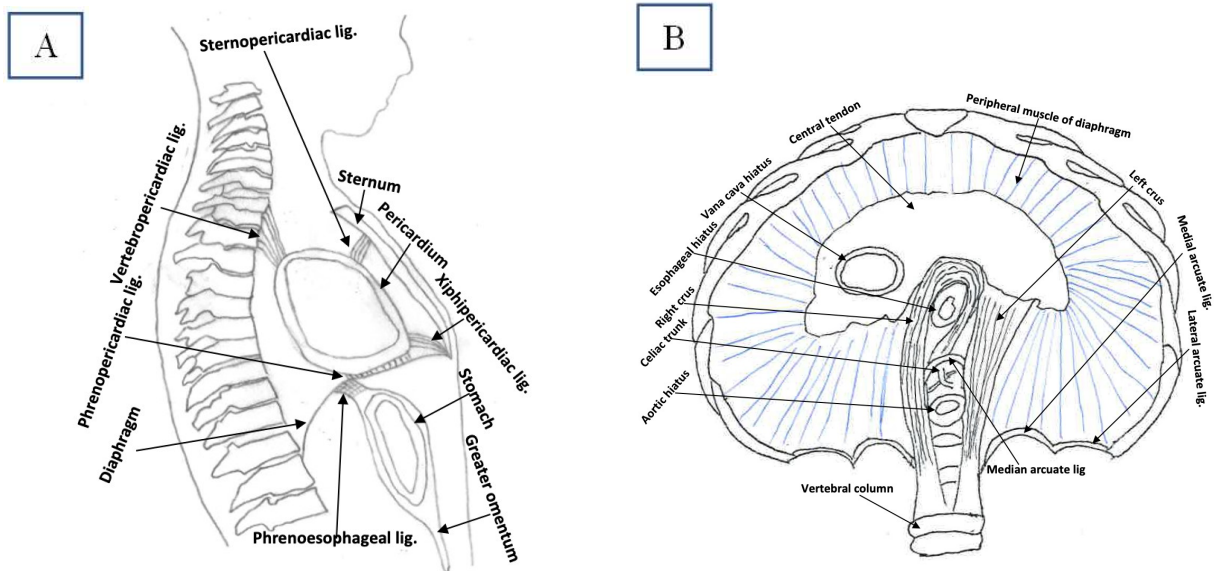 A
Sternopericardiac lig.
Vertebropericardiac lig.
Sternum
Pericardium
Xiphipericardiac lig.
Phrenopericardiac lig.
Stomach
Diaphragm
Greater omentum
Phrenoesophageal lig.
B
Peripheral muscle of diaphragm
Central tendon
Vana cava hiatus
Left crus
Esophageal hiatus
Medial arcuate lig.
Right crus
Celiac trunk
Lateral arcuate lig.
Aortic hiatus
Median arcuate lig
Vertebral column